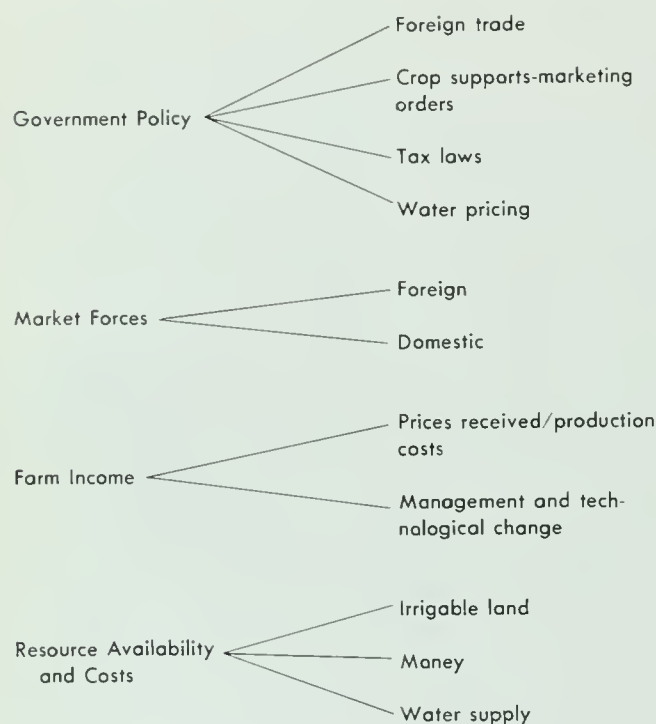 Government Policy
Foreign trade
Crop supports-marketing
orders
Tax laws
Water pricing
Market Forces
Foreign
Domestic
Farm Income
Prices received/production
costs
Management and tech-
nological change
Resource Availability
and Costs
Irrigable land
Money
Water supply